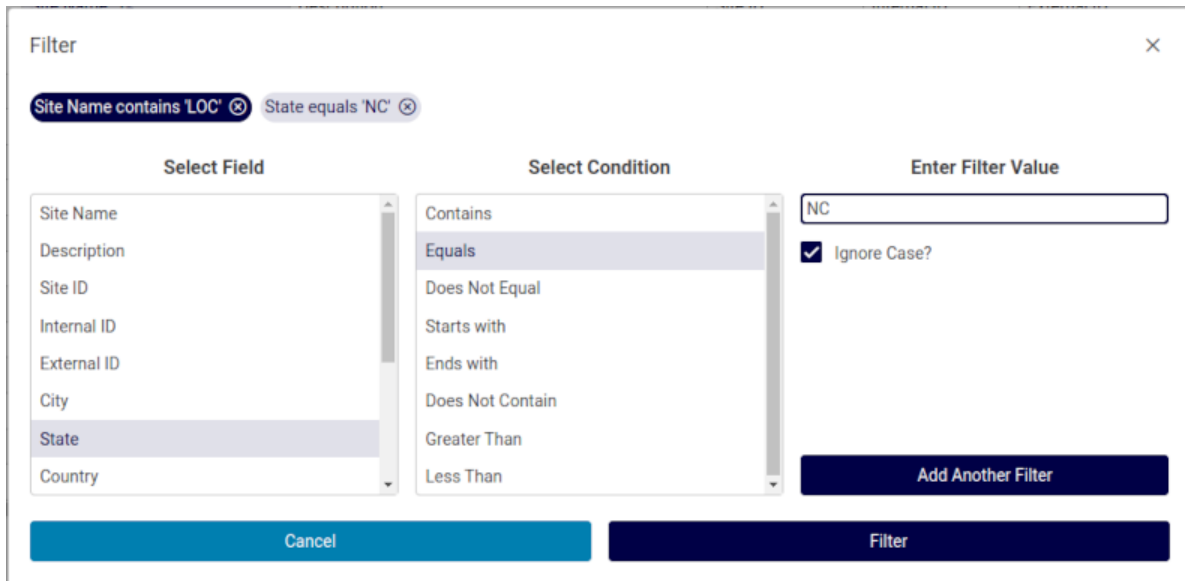 Filter
Site Name contains 'LOC'
State equals 'NC'
Select Field
Select Condition
Enter Filter Value
Site Name
Description
Site ID
Internal ID
External ID
City
State
Country
Contains
Equals
Does Not Equal
Starts with
Ends with
Does Not Contain
Greater Than
Less Than
NC
Ignore Case?
Add Another Filter
Cancel
Filter